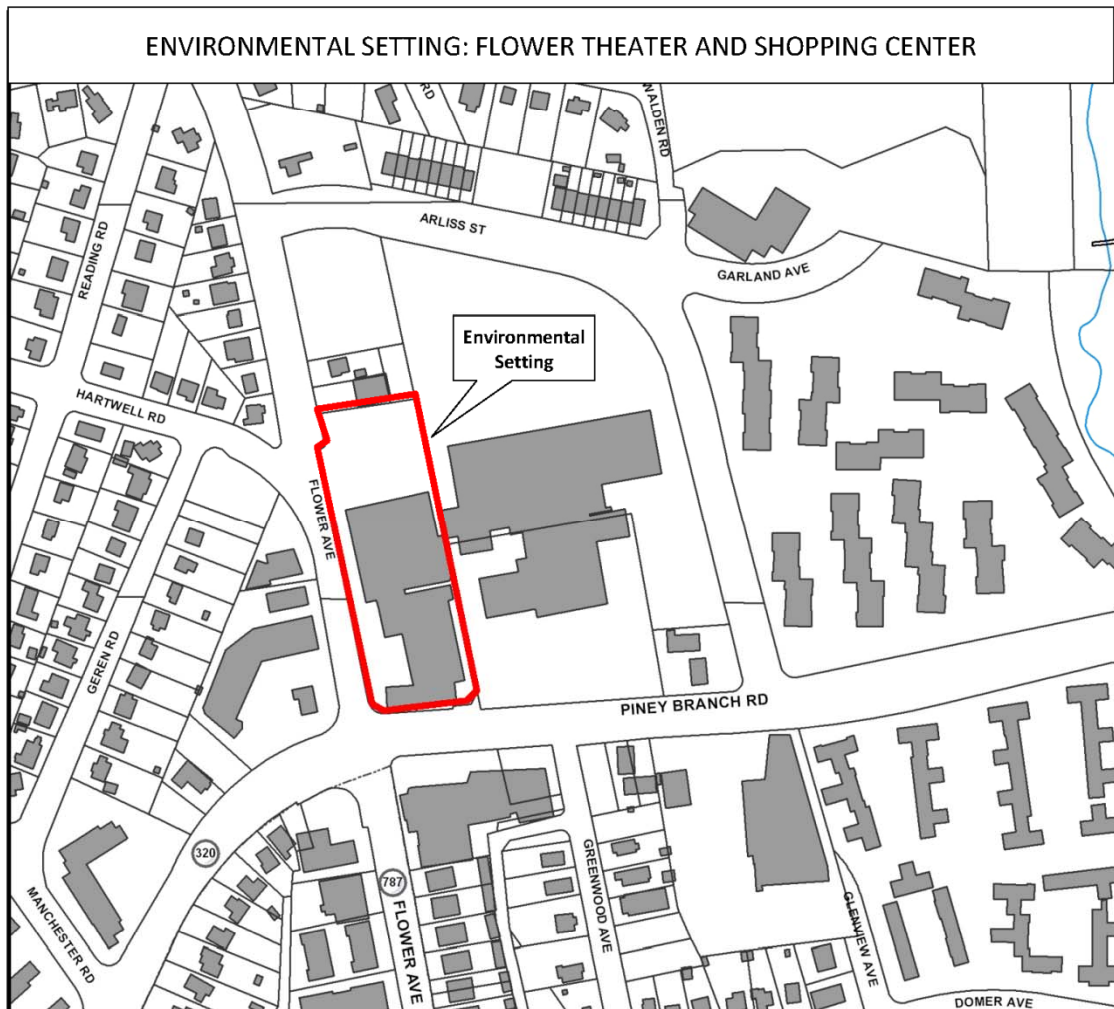 ENVIRONMENTAL SETTING: FLOWER THEATER AND SHOPPING CENTER
RD
WALDEN RD
ARLISS ST
READING RD
GARLAND AVE
Environmental
Setting
HARTWELL RD
FLOWER AVE
GEREN RD
PINEY BRANCH RD
320
787
GREENWOOD AVE
FLOWER AVE
MANCHESTER RD
GLENVIEW AVE
DOMER AVE